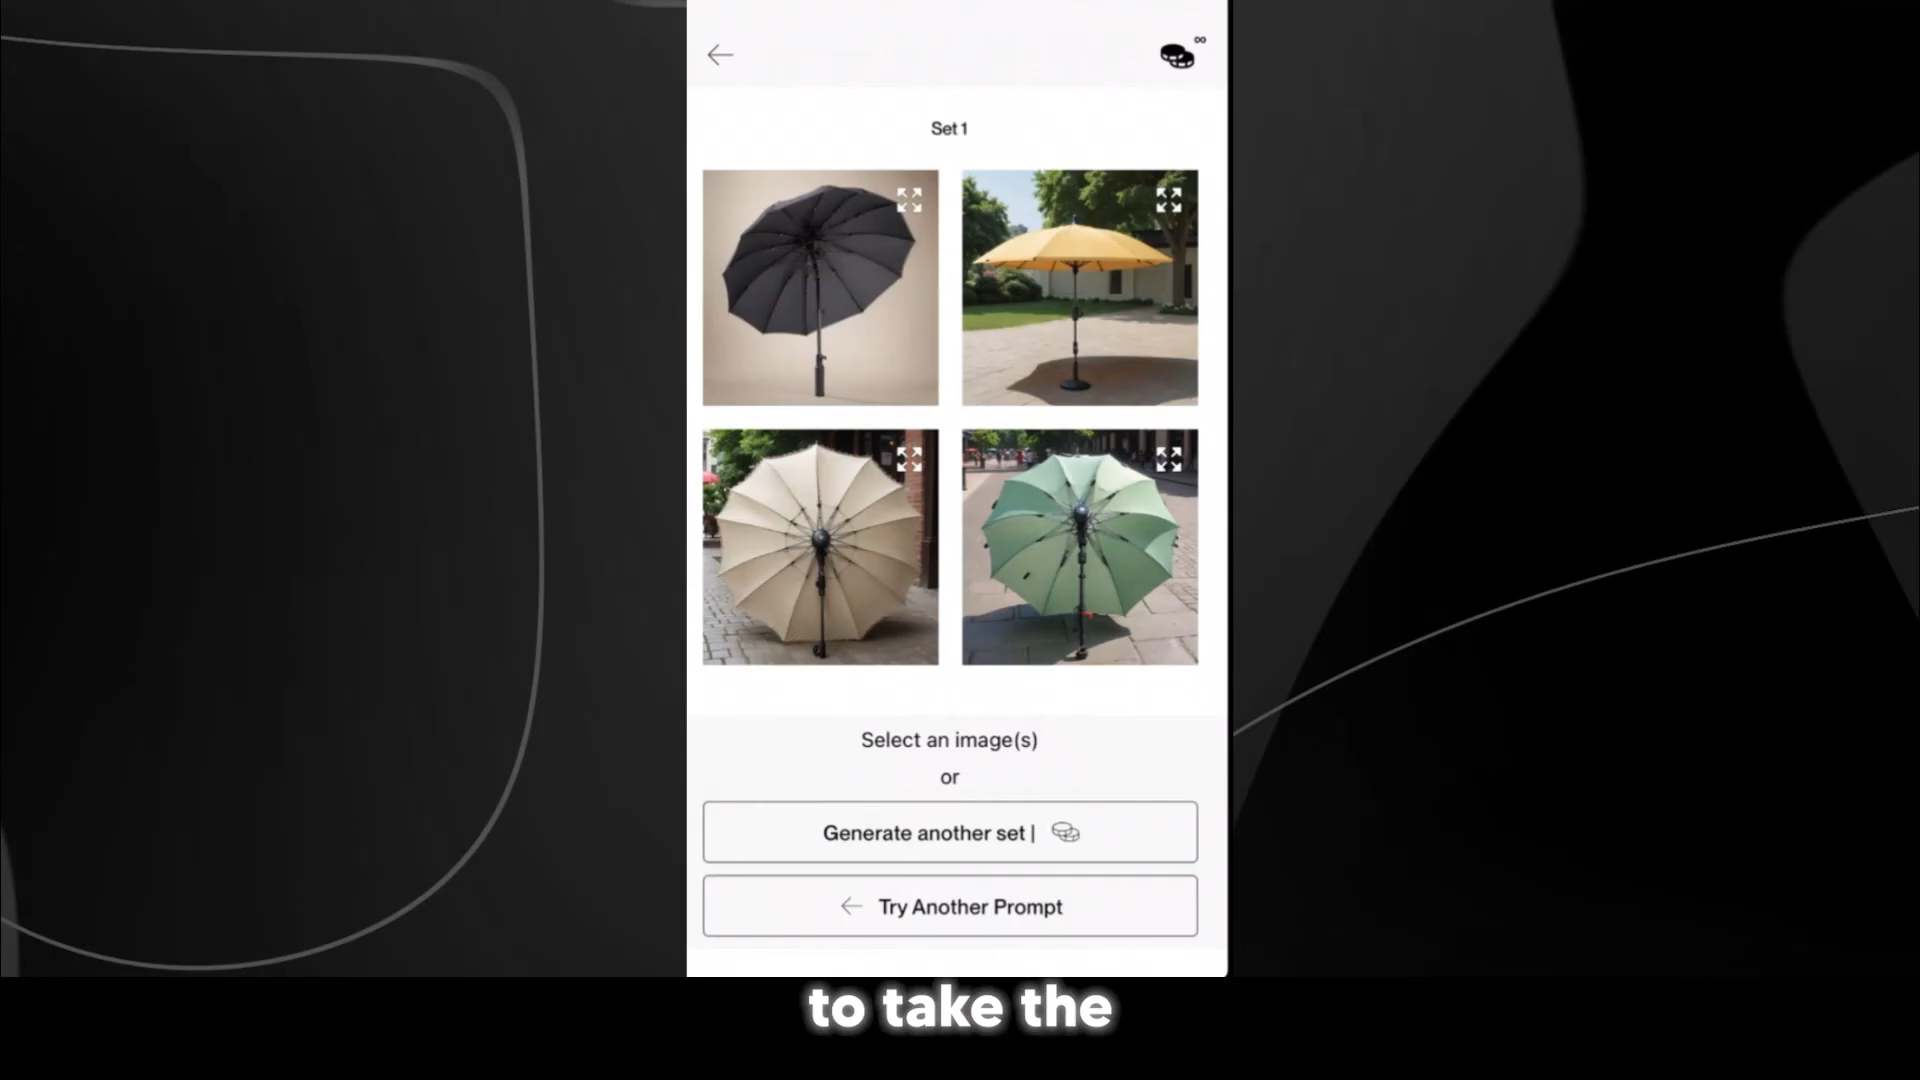 ∞
Set 1
Select an image(s)
or
Generate another set |
Try Another Prompt
to take the